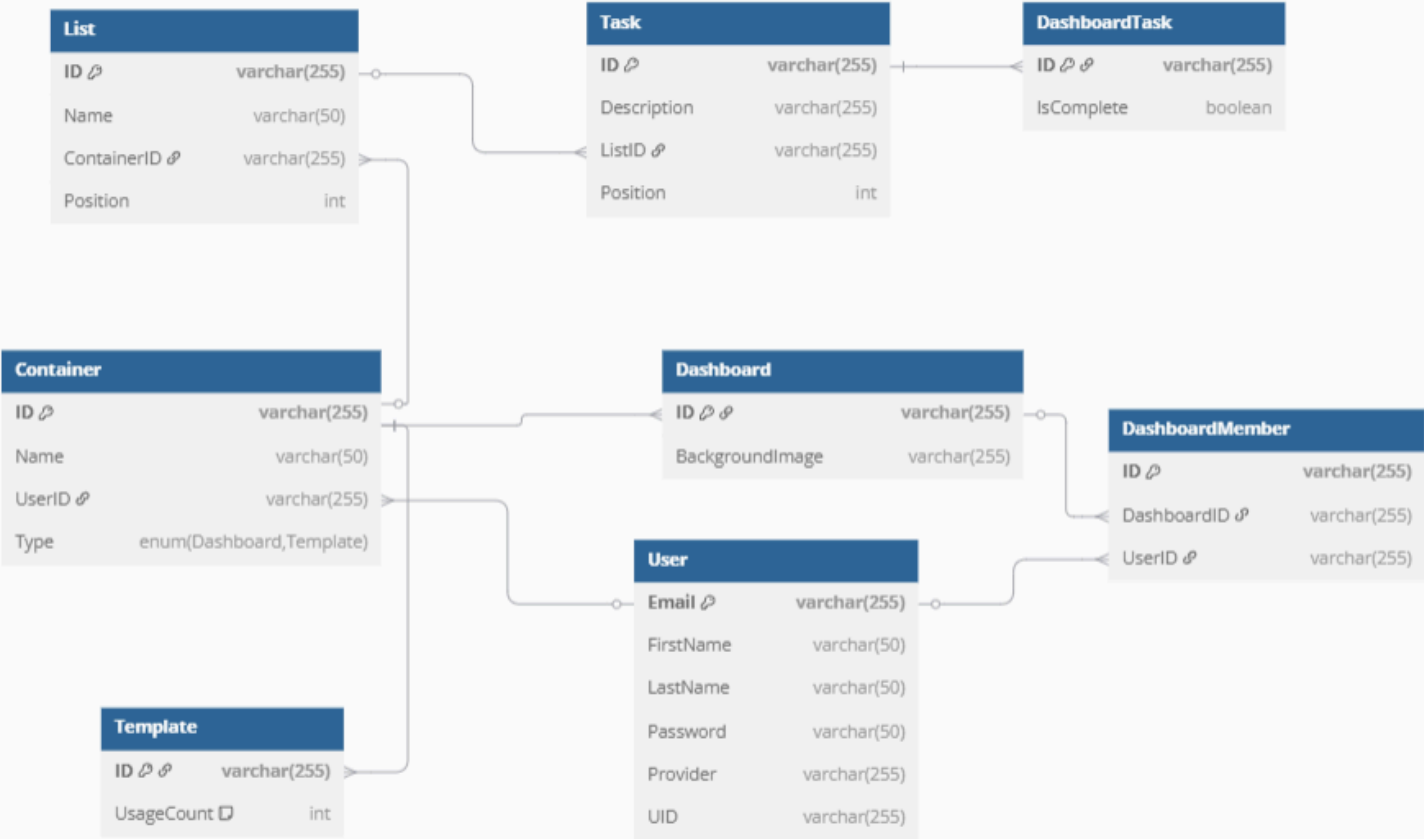 List
ID varchar(255)
Name varchar(50)
ContainerID varchar(255)
Position int
Task
ID varchar(255)
Description varchar(255)
ListID varchar(255)
Position int
DashboardTask
ID varchar(255)
IsComplete boolean
Container
ID varchar(255)
Name varchar(50)
UserID varchar(255)
Type enum(Dashboard,Template)
Dashboard
ID varchar(255)
BackgroundImage varchar(255)
DashboardMember
ID varchar(255)
DashboardID varchar(255)
UserID varchar(255)
User
Email varchar(255)
FirstName varchar(50)
LastName varchar(50)
Password varchar(50)
Provider varchar(255)
UID varchar(255)
Template
ID varchar(255)
UsageCount int